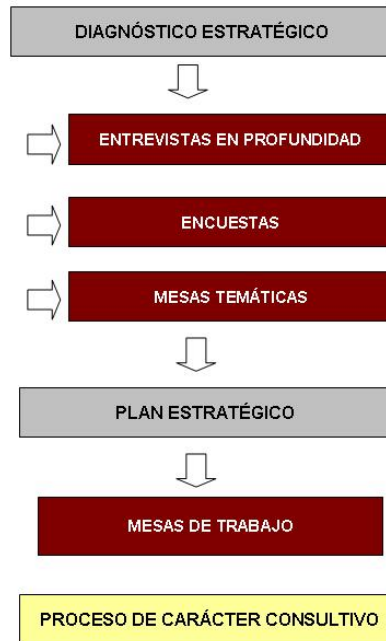 DIAGNÓSTICO ESTRATÉGICO
ENTREVISTAS EN PROFUNDIDAD
ENCUESTAS
MESAS TEMÁTICAS
PLAN ESTRATÉGICO
MESAS DE TRABAJO
PROCESO DE CARÁCTER CONSULTIVO